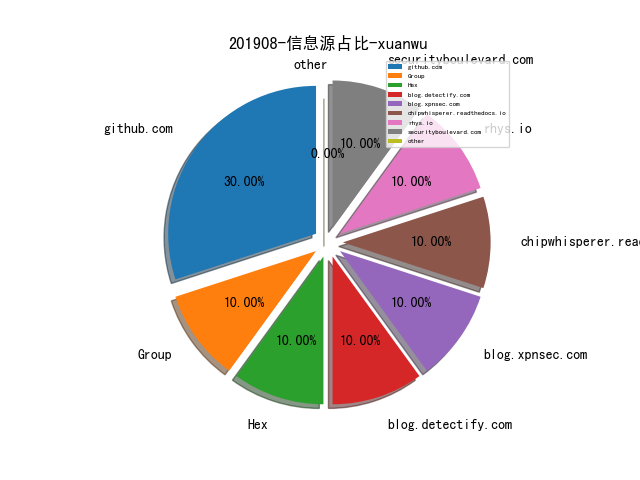 201908-信息源占比-xuanwu
other
securityboulevard.com
github.com
Group
Hex
blog.detectify.com
blog.xpnsec.com
chipwhisperer.readthedocs.io
rhys.io
securityboulevard.com
other
github.com
rhys.io
10.00%
0.00%
30.00%
10.00%
10.00%
chipwhisperer.read
10.00%
10.00%
10.00%
10.00%
Group
blog.xpnsec.com
Hex
blog.detectify.com